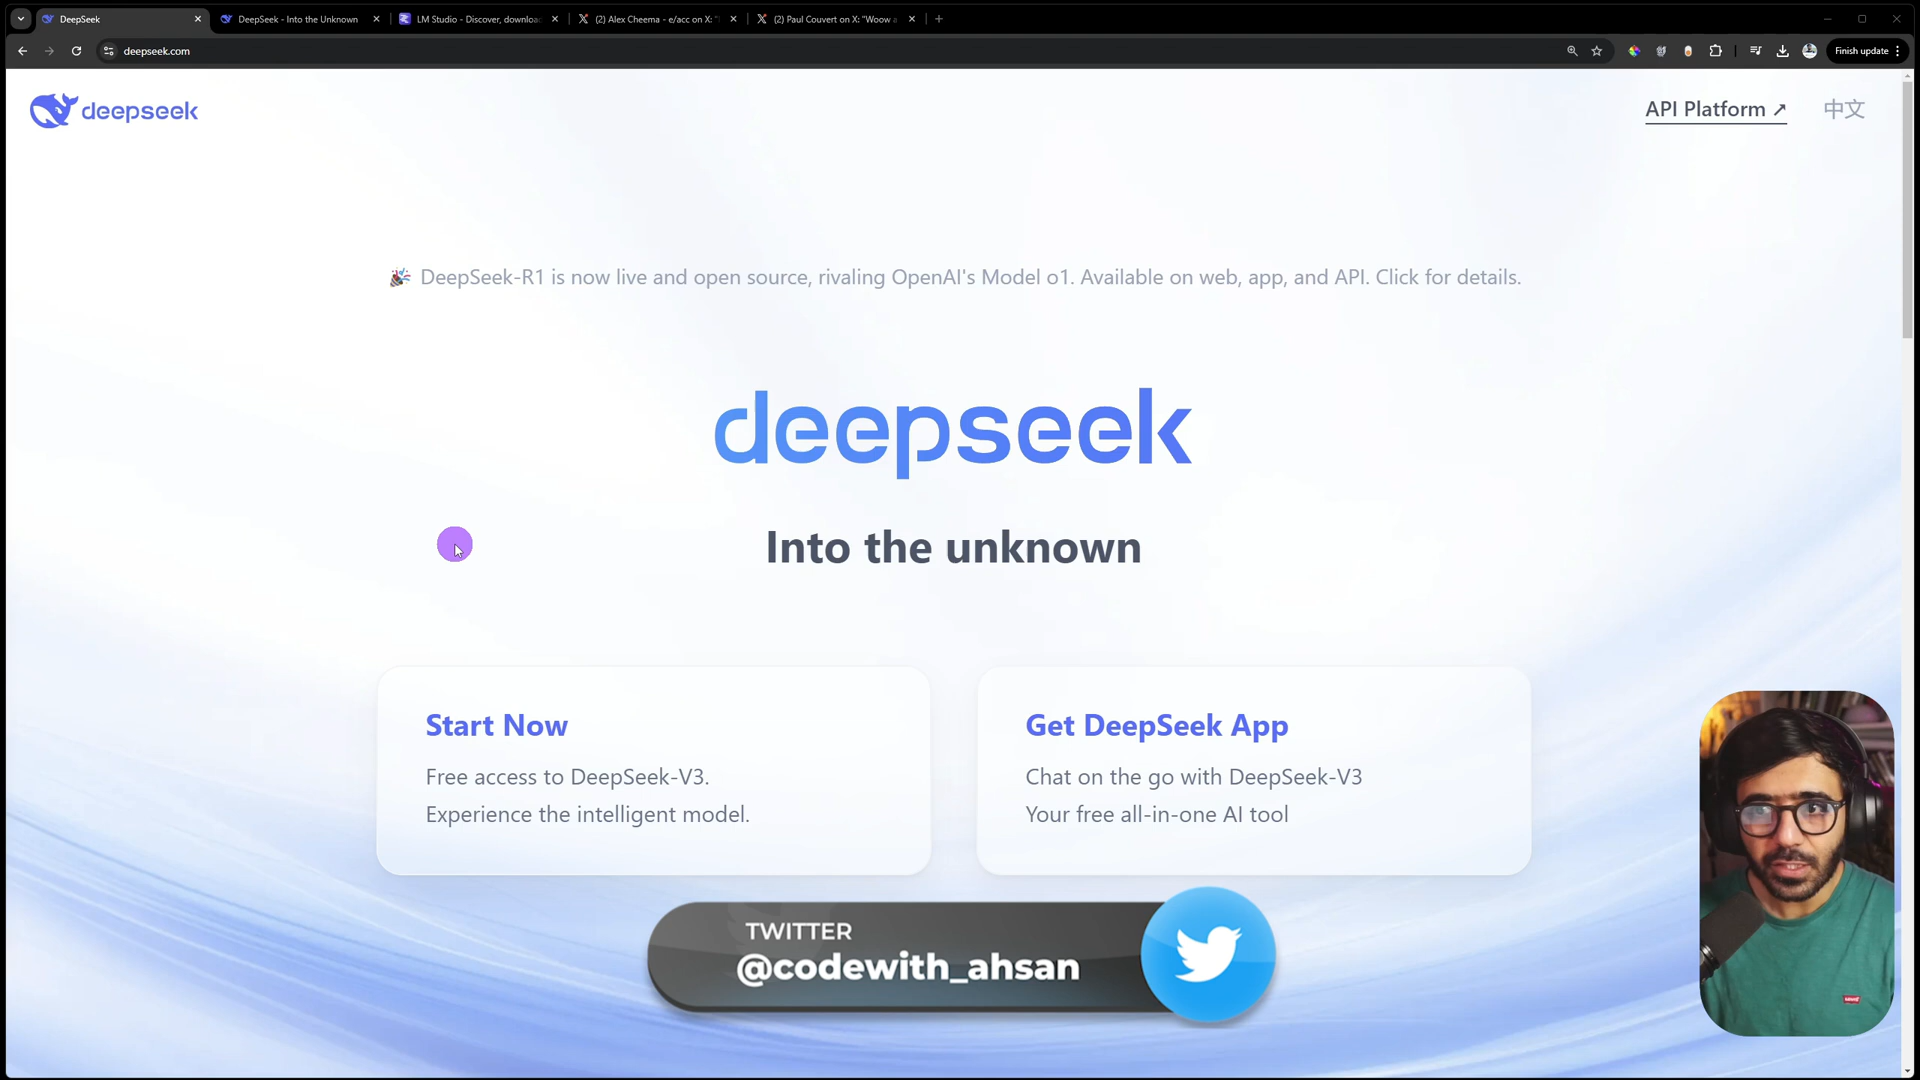 DeepSeek
DeepSeek - Into the Unknown
LM Studio - Discover, downloa
(2) Alex Cheema - e/acc on X: "
(2) Paul Couvert on X: "Woow a
deepseek.com
Finish update
deepseek
API Platform ↗
中文
🎉 DeepSeek-R1 is now live and open source, rivaling OpenAI's Model o1. Available on web, app, and API. Click for details.
deepseek
Into the unknown
Start Now
Free access to DeepSeek-V3.
Experience the intelligent model.
Get DeepSeek App
Chat on the go with DeepSeek-V3
Your free all-in-one AI tool
TWITTER
@codewith_ahsan